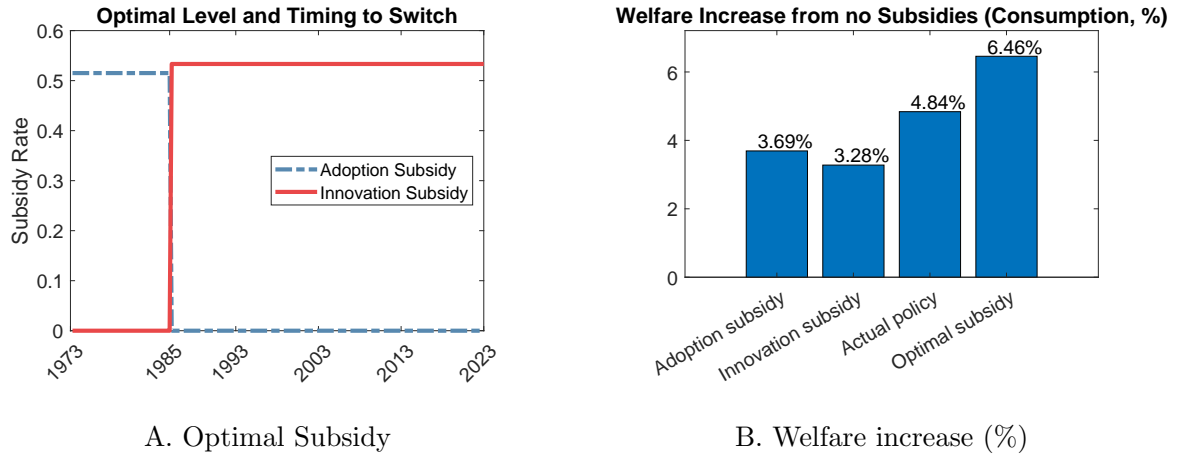 Optimal Level and Timing to Switch
0.6
0.5
0.4
0.3
0.2
0.1
0
Subsidy Rate
Adoption Subsidy
Innovation Subsidy
1973
1985
1993
2003
2013
2023
A. Optimal Subsidy
Welfare Increase from no Subsidies (Consumption, %)
6
4
2
0
3.69%
3.28%
4.84%
6.46%
Adoption subsidy
Innovation subsidy
Actual policy
Optimal subsidy
B. Welfare increase (%)